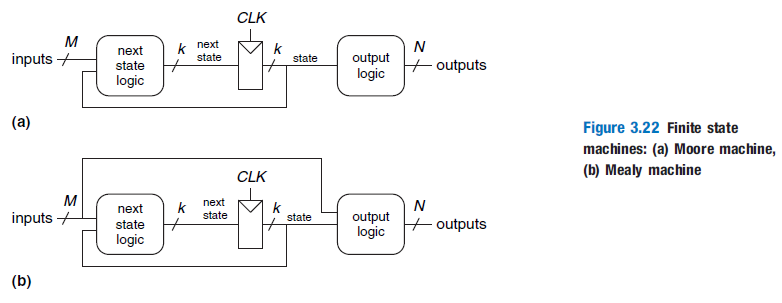 CLK
M
inputs
next
state
logic
k
next
state
k
state
output
logic
N
outputs
(a)
Figure 3.22 Finite state
machines: (a) Moore machine,
(b) Mealy machine
CLK
M
inputs
next
state
logic
k
next
state
k
state
output
logic
N
outputs
(b)